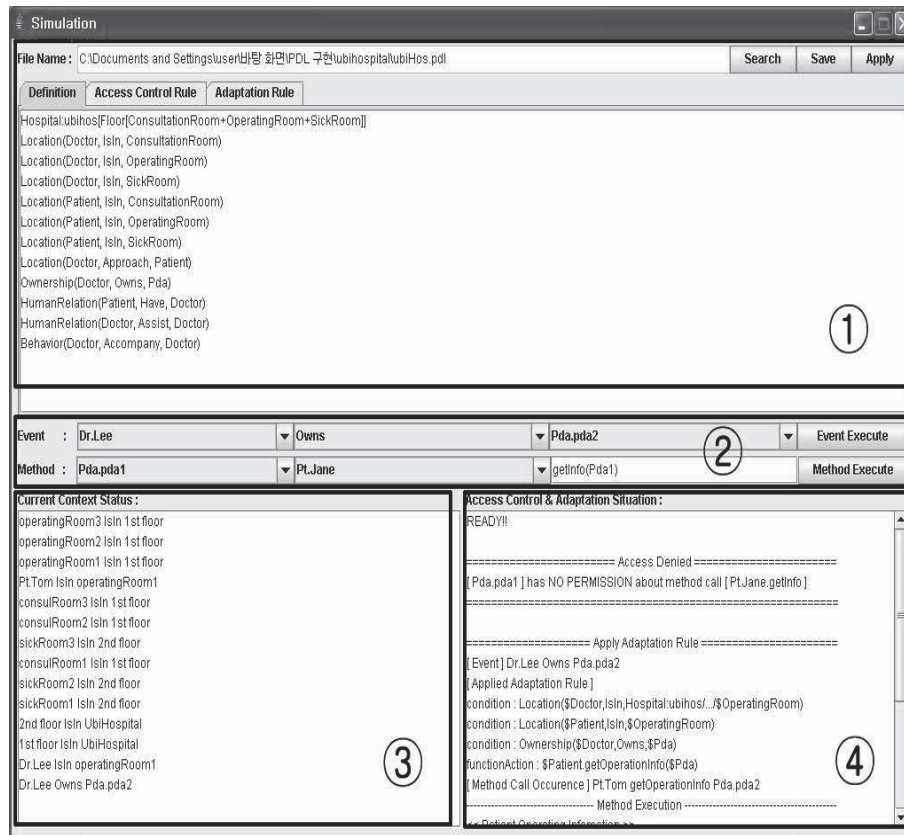 Simulation
File Name : C:\Documents and Settings\user\바탕 화면\PDL 구현\ubihospital\ubiHos.pdl Search Save Apply
Definition Access Control Rule Adaptation Rule
Hospital:ubihos[Floor[ConsultationRoom+OperatingRoom+SickRoom]]
Location(Doctor, IsIn, ConsultationRoom)
Location(Doctor, IsIn, OperatingRoom)
Location(Doctor, IsIn, SickRoom)
Location(Patient, IsIn, ConsultationRoom)
Location(Patient, IsIn, OperatingRoom)
Location(Patient, IsIn, SickRoom)
Location(Doctor, Approach, Patient)
Ownership(Doctor, Owns, Pda)
HumanRelation(Patient, Have, Doctor)
HumanRelation(Doctor, Assist, Doctor)
Behavior(Doctor, Accompany, Doctor)
①
Event : Dr.Lee Owns Pda.pda2 Event Execute
②
Method : Pda.pda1 Pt.Jane getInfo(Pda1) Method Execute
Current Context Status :
operatingRoom3 IsIn 1st floor
operatingRoom2 IsIn 1st floor
operatingRoom1 IsIn 1st floor
Pt.Tom IsIn operatingRoom1
consulRoom3 IsIn 1st floor
consulRoom2 IsIn 1st floor
sickRoom3 IsIn 2nd floor
consulRoom1 IsIn 1st floor
sickRoom2 IsIn 2nd floor
sickRoom1 IsIn 2nd floor
2nd floor IsIn UbiHospital
1st floor IsIn UbiHospital
Dr.Lee IsIn operatingRoom1
Dr.Lee Owns Pda.pda2
③
Access Control & Adaptation Situation :
READY!!
======================== Access Denied =======================
[ Pda.pda1 ] has NO PERMISSION about method call [ Pt.Jane.getInfo ]
=============================================================
==================== Apply Adaptation Rule ======================
[ Event ] Dr.Lee Owns Pda.pda2
[ Applied Adaptation Rule ]
condition : Location($Doctor,IsIn,Hospital:ubihos/.../$OperatingRoom)
condition : Location($Patient,IsIn,$OperatingRoom)
condition : Ownership($Doctor,Owns,$Pda)
functionAction : $Patient.getOperationInfo($Pda)
[ Method Call Occurence ] Pt.Tom getOperationInfo Pda.pda2
---------------------------------------- Method Execution ------------------------------------------------
<< Patient Operating Infomation >>
④